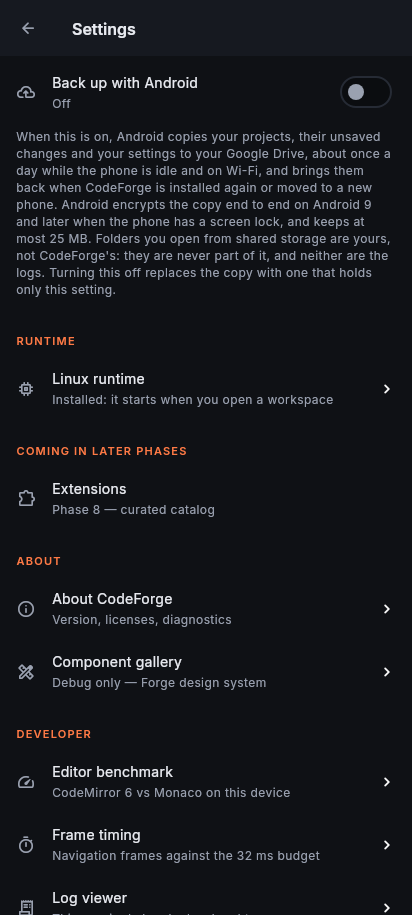 Settings
Back up with Android
Off
When this is on, Android copies your projects, their unsaved
changes and your settings to your Google Drive, about once a
day while the phone is idle and on Wi-Fi, and brings them
back when CodeForge is installed again or moved to a new
phone. Android encrypts the copy end to end on Android 9
and later when the phone has a screen lock, and keeps at
most 25 MB. Folders you open from shared storage are yours,
not CodeForge's: they are never part of it, and neither are the
logs. Turning this off replaces the copy with one that holds
only this setting.
RUNTIME
Linux runtime
Installed: it starts when you open a workspace
COMING IN LATER PHASES
Extensions
Phase 8 — curated catalog
ABOUT
About CodeForge
Version, licenses, diagnostics
Component gallery
Debug only — Forge design system
DEVELOPER
Editor benchmark
CodeMirror 6 vs Monaco on this device
Frame timing
Navigation frames against the 32 ms budget
Log viewer